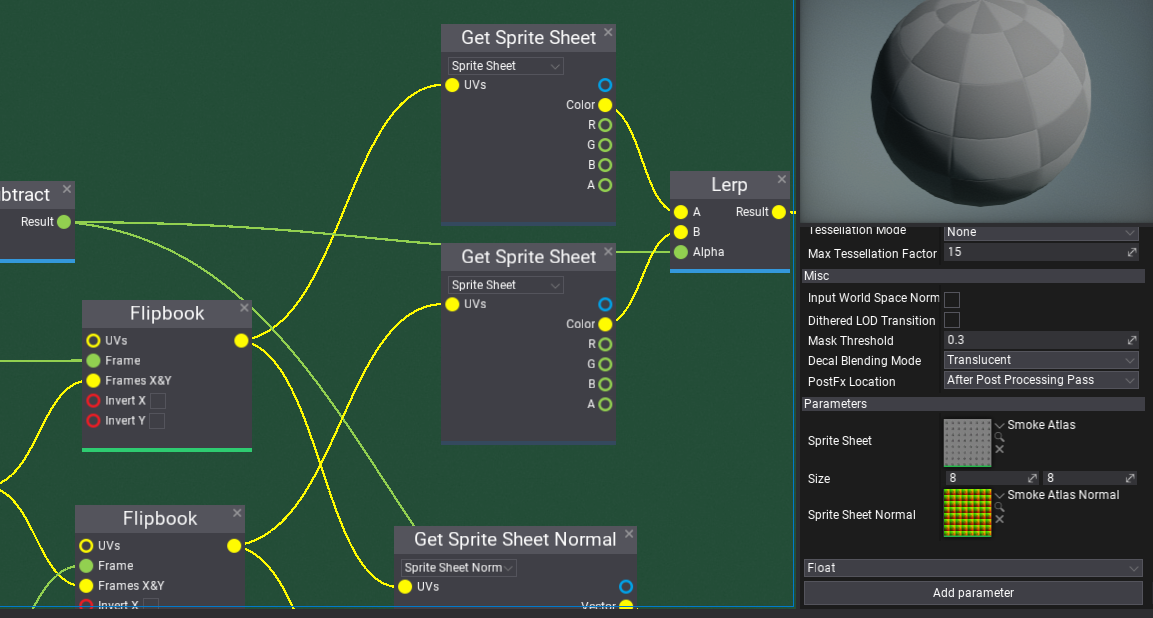 Get Sprite Sheet
Sprite Sheet
UVs
Color
R
G
B
A
btract
Result
Lerp
A
Result
B
Alpha
Get Sprite Sheet
Sprite Sheet
UVs
Color
R
G
B
A
Flipbook
UVs
Frame
Frames X&Y
Invert X
Invert Y
Flipbook
UVs
Frame
Frames X&Y
Invert X
Get Sprite Sheet Normal
Sprite Sheet Norm
UVs
Vector
Tessellation Mode
None
Max Tessellation Factor
15
Misc
Input World Space Norm
Dithered LOD Transition
Mask Threshold
0.3
Decal Blending Mode
Translucent
PostFx Location
After Post Processing Pass
Parameters
Sprite Sheet
Smoke Atlas
Size
8
8
Sprite Sheet Normal
Smoke Atlas Normal
Float
Add parameter